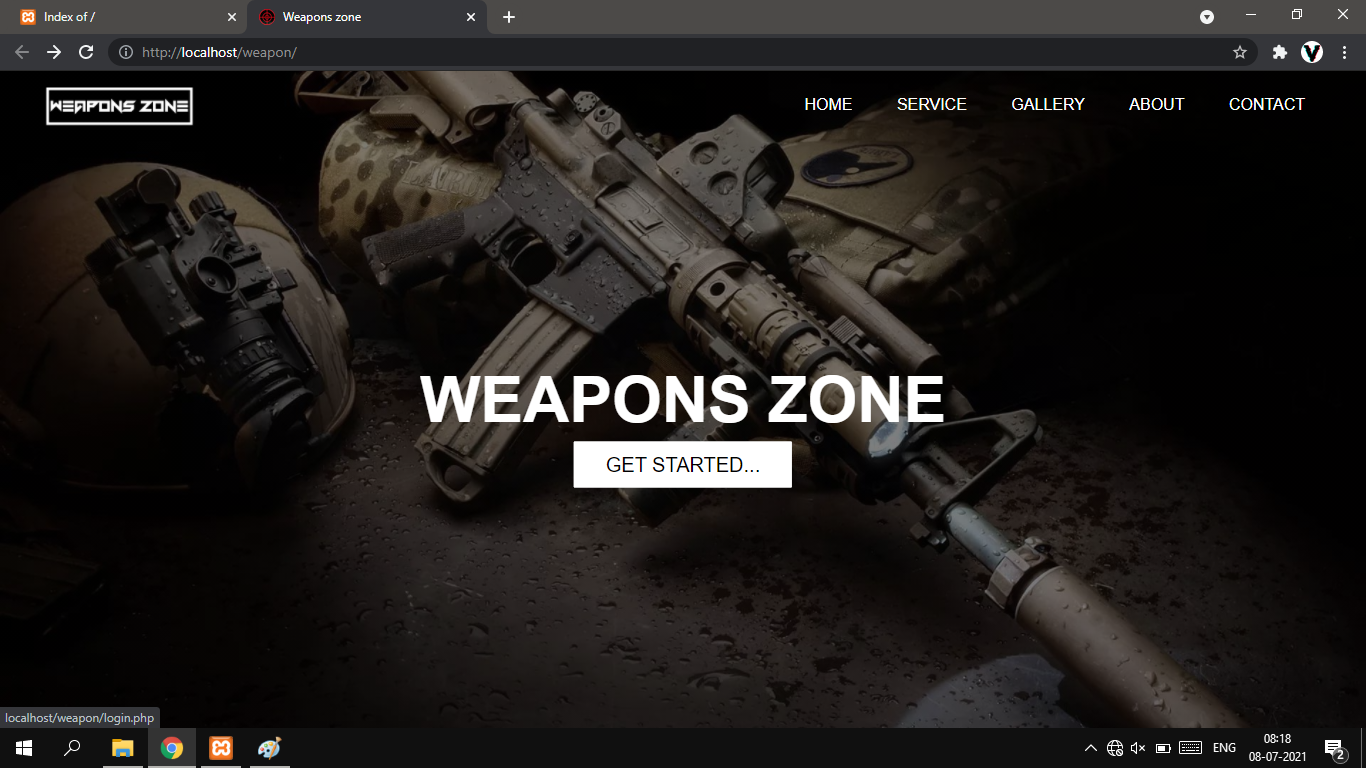 Index of /
Weapons zone
http://localhost/weapon/
WEAPONS ZONE
HOME
SERVICE
GALLERY
ABOUT
CONTACT
WEAPONS ZONE
GET STARTED...
localhost/weapon/login.php
ENG
08:18
08-07-2021
2